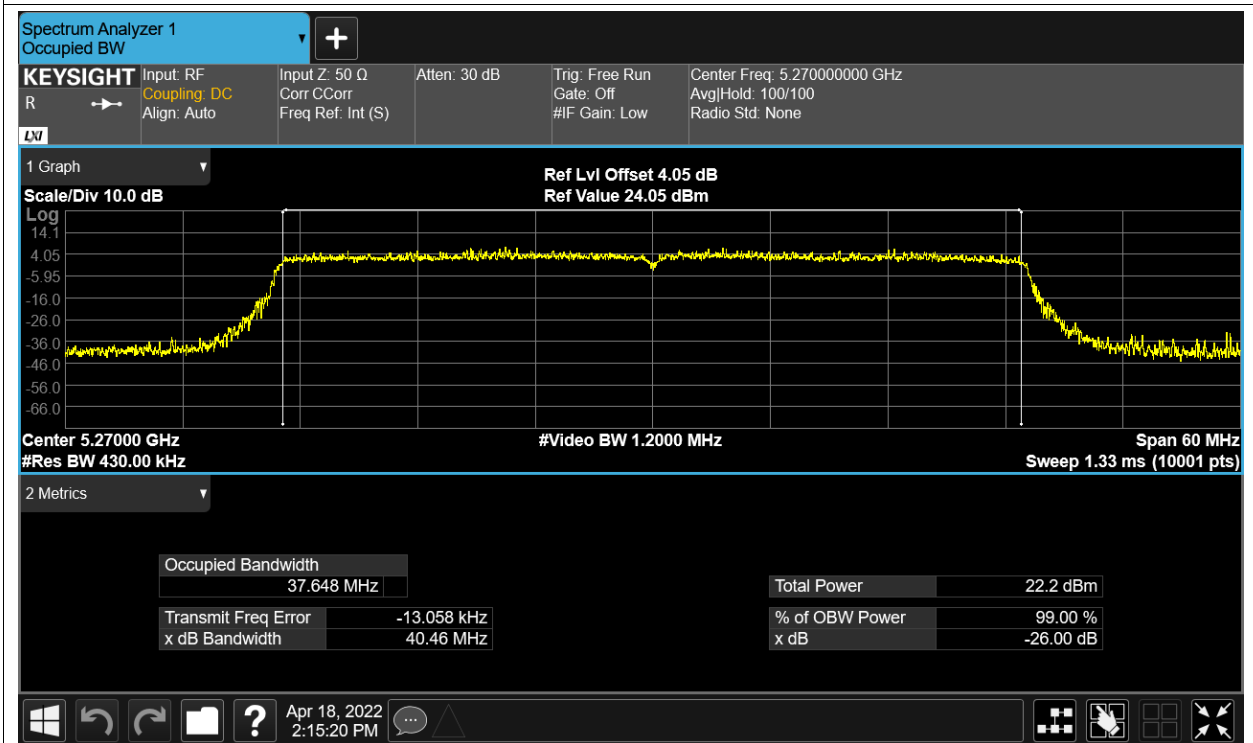 Spectrum Analyzer 1
Occupied BW
+
KEYSIGHT
R
LXI
Input: RF
Coupling: DC
Align: Auto
Input Z: 50 Ω
Corr CCorr
Freq Ref: Int (S)
Atten: 30 dB
Trig: Free Run
Gate: Off
#IF Gain: Low
Center Freq: 5.270000000 GHz
Avg|Hold: 100/100
Radio Std: None
1 Graph
Scale/Div 10.0 dB
Ref Lvl Offset 4.05 dB
Ref Value 24.05 dBm
Log
14.1
4.05
-5.95
-16.0
-26.0
-36.0
-46.0
-56.0
-66.0
Center 5.27000 GHz
#Video BW 1.2000 MHz
Span 60 MHz
#Res BW 430.00 kHz
Sweep 1.33 ms (10001 pts)
2 Metrics
Occupied Bandwidth
37.648 MHz
Total Power 22.2 dBm
Transmit Freq Error -13.058 kHz
% of OBW Power 99.00 %
x dB Bandwidth 40.46 MHz
x dB -26.00 dB
?
Apr 18, 2022
2:15:20 PM